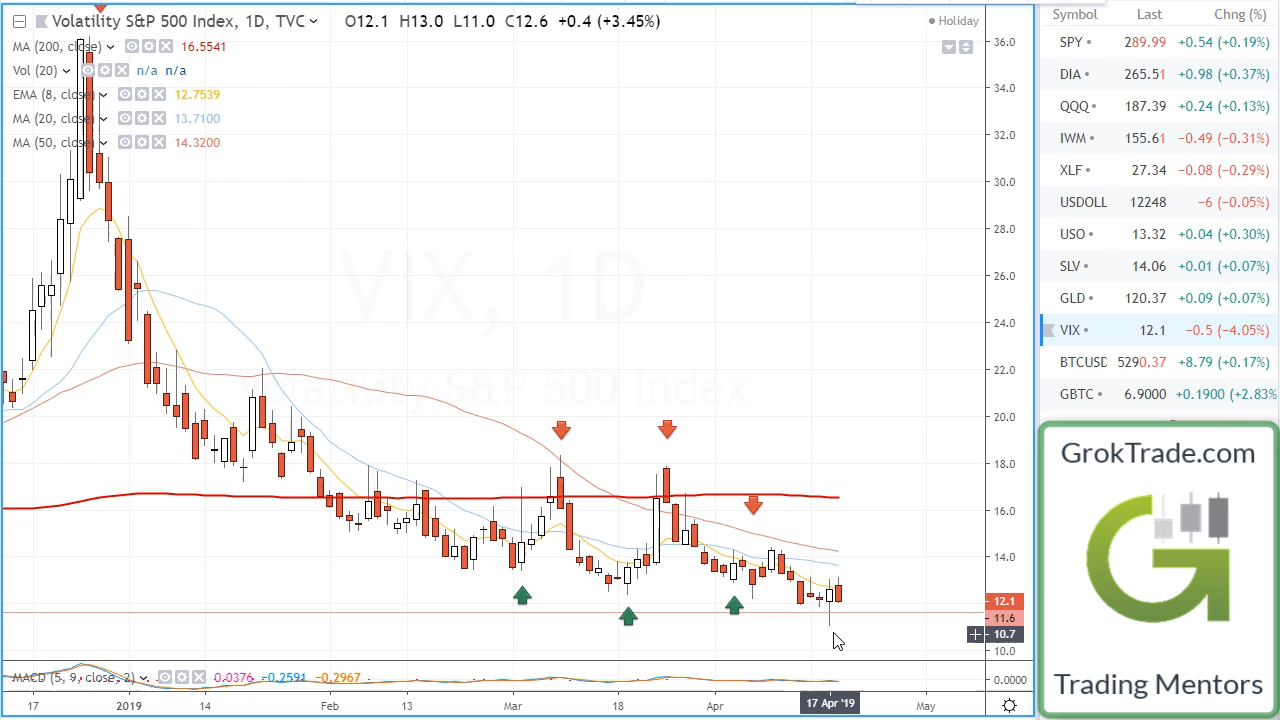 Volatility S&P 500 Index, 1D, TVC O12.1 H13.0 L11.0 C12.6 +0.4 (+3.45%)
Holiday
MA (200, close) 16.5541
Vol (20) n/a n/a
EMA (8, close) 12.7539
MA (20, close) 13.7100
MA (50, close) 14.3200
VIX, 1D
Volatility S&P 500 Index
36.0
34.0
32.0
30.0
28.0
26.0
24.0
22.0
20.0
18.0
16.0
14.0
12.1
11.6
10.7
10.0
MACD (5, 9, close, 2) 0.0376 −0.2591 −0.2967
0.0000
17 2019 14 Feb 13 Mar 18 Apr 17 Apr '19 May
Symbol Last Chng (%)
SPY 289.99 +0.54 (+0.19%)
DIA 265.51 +0.98 (+0.37%)
QQQ 187.39 +0.24 (+0.13%)
IWM 155.61 −0.49 (−0.31%)
XLF 27.34 −0.08 (−0.29%)
USDOLL 12248 −6 (−0.05%)
USO 13.32 +0.04 (+0.30%)
SLV 14.06 +0.01 (+0.07%)
GLD 120.37 +0.09 (+0.07%)
VIX 12.1 −0.5 (−4.05%)
BTCUSD 5290.37 +8.79 (+0.17%)
GBTC 6.9000 +0.1900 (+2.83%
GrokTrade.com
Trading Mentors